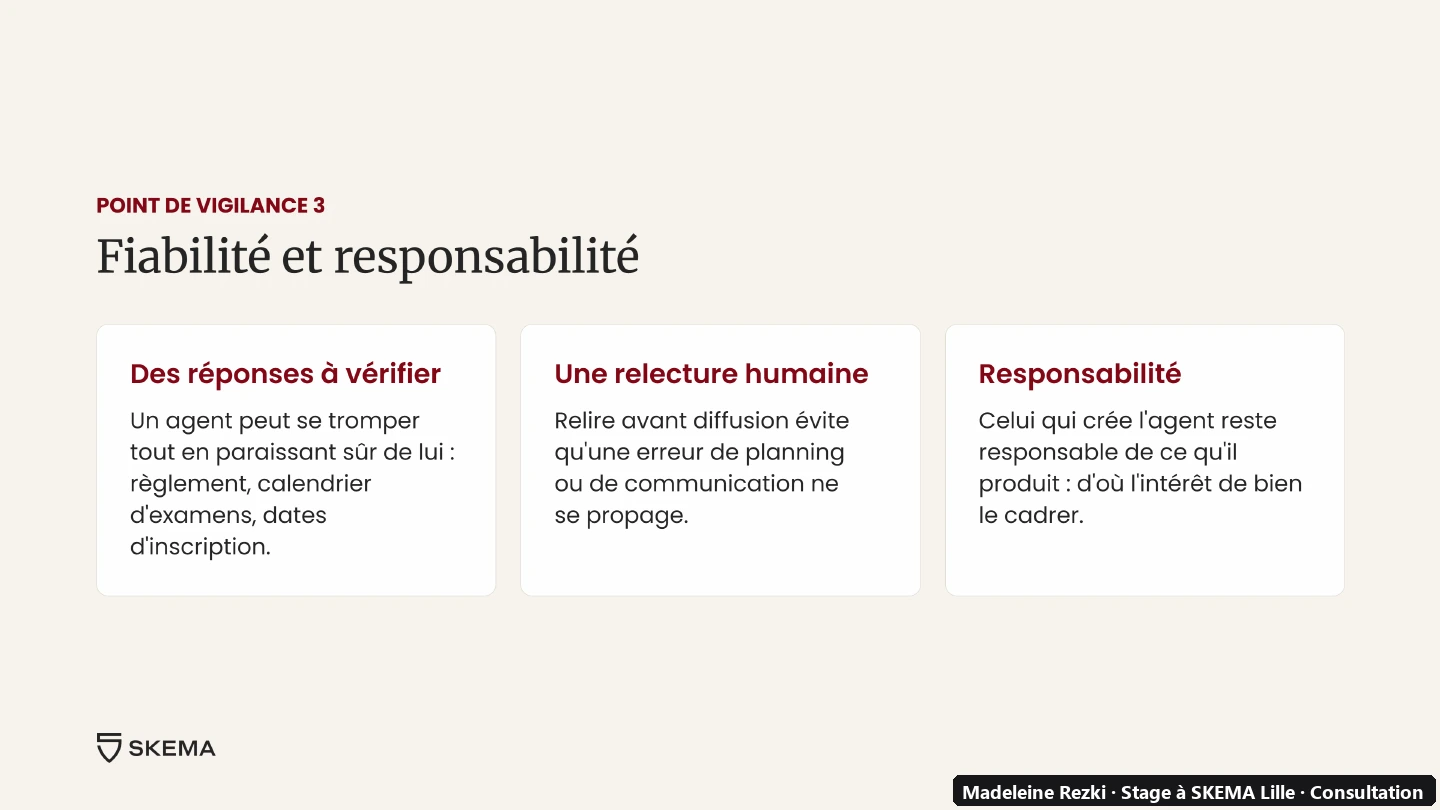 POINT DE VIGILANCE 3
Fiabilité et responsabilité
Des réponses à vérifier
Un agent peut se tromper
tout en paraissant sûr de lui :
règlement, calendrier
d'examens, dates
d'inscription.
Une relecture humaine
Relire avant diffusion évite
qu'une erreur de planning
ou de communication ne
se propage.
Responsabilité
Celui qui crée l'agent reste
responsable de ce qu'il
produit : d'où l'intérêt de bien
le cadrer.
SKEMA
Madeleine Rezki · Stage à SKEMA Lille · Consultation